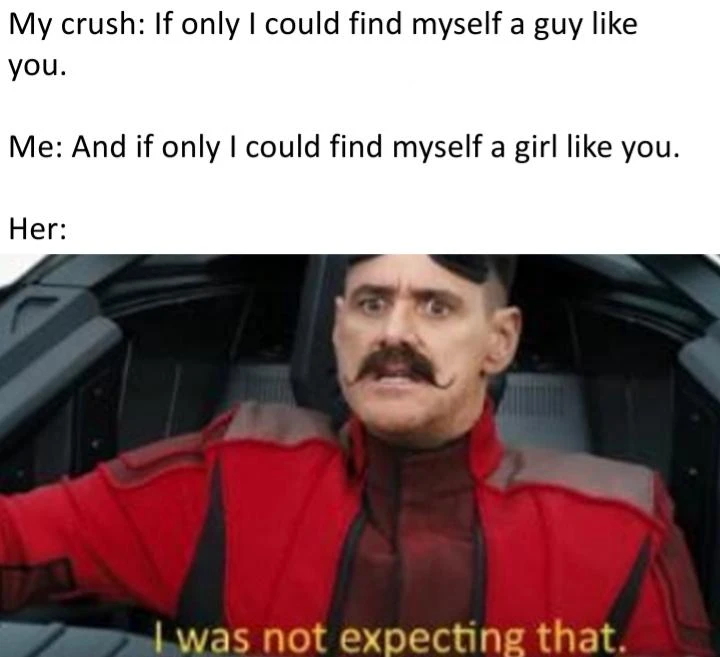 My crush: If only I could find myself a guy like
you.
Me: And if only I could find myself a girl like you.
Her:
I was not expecting that.